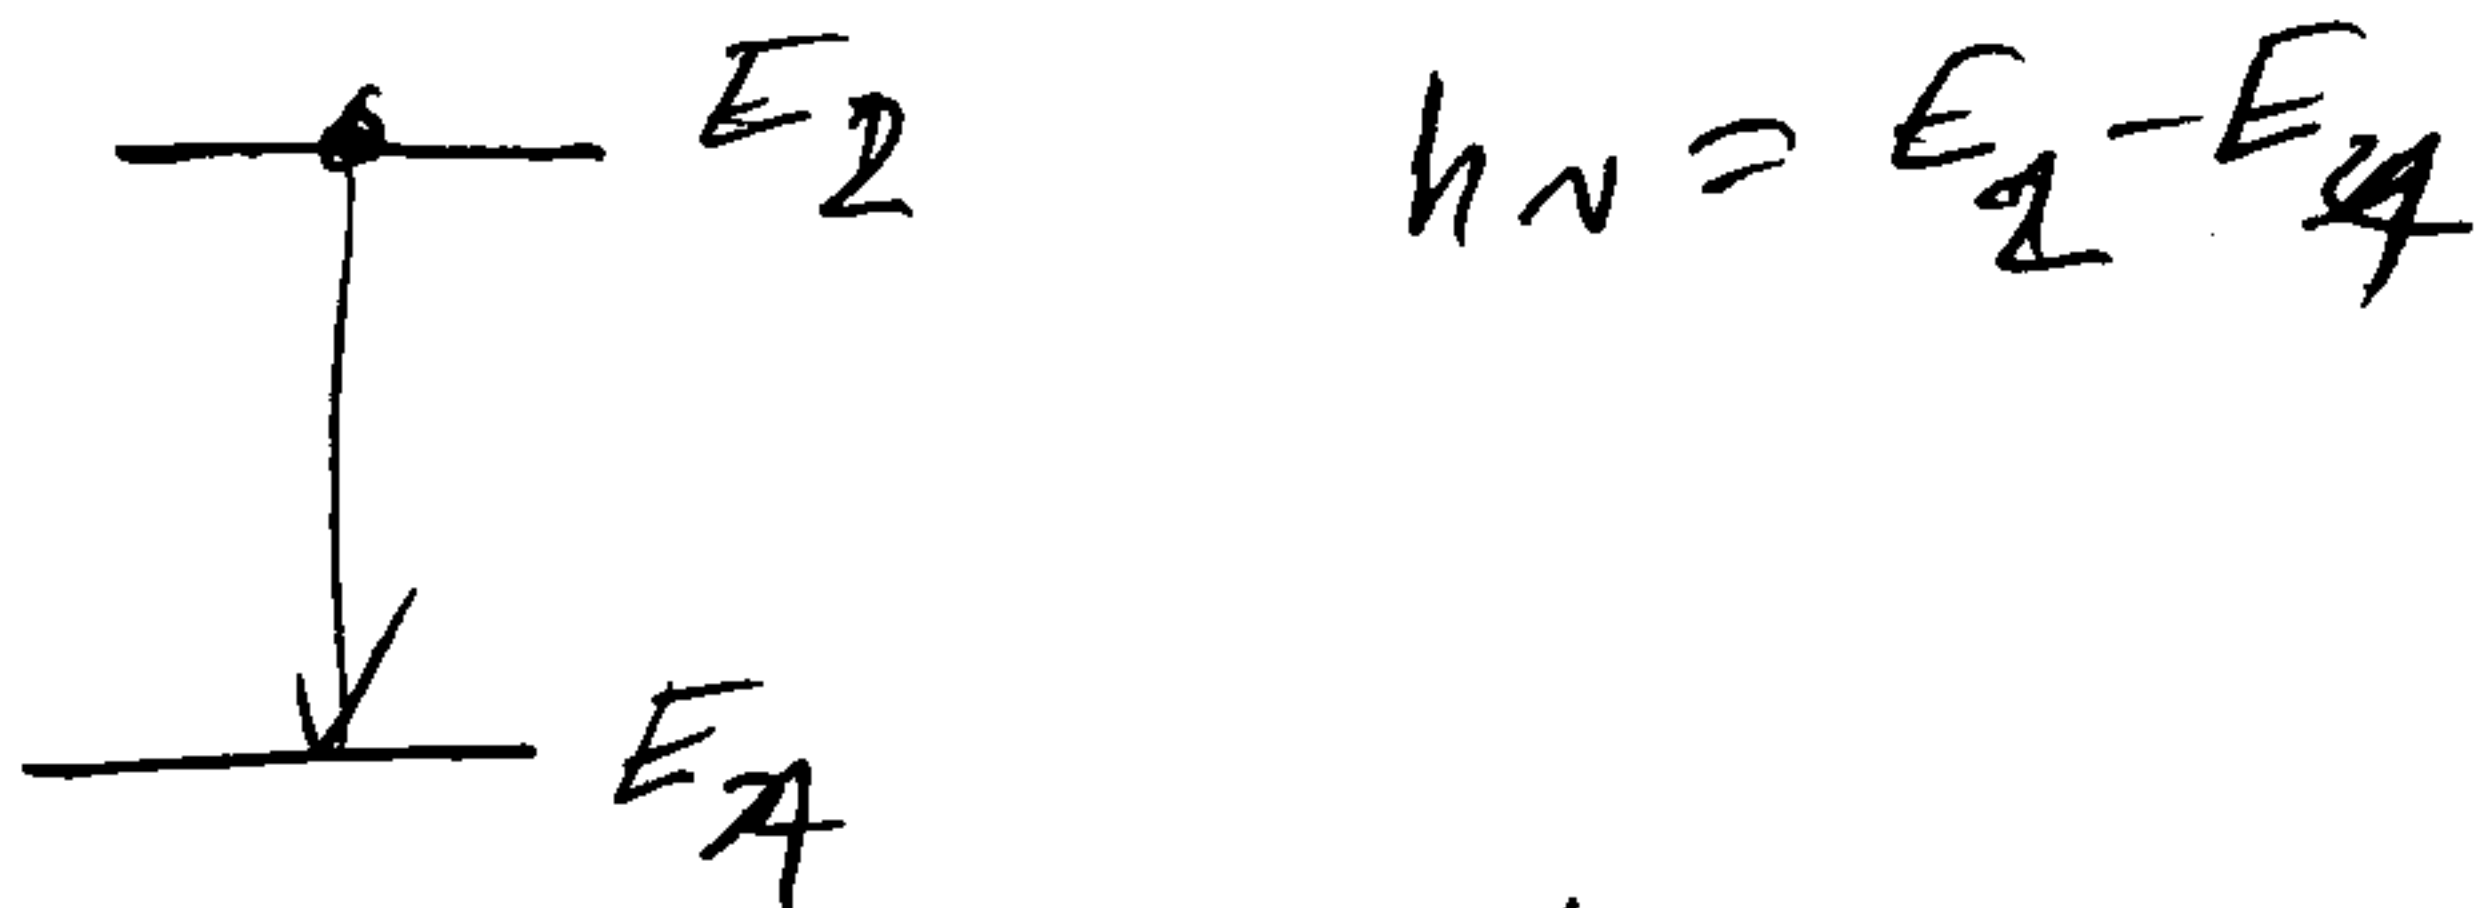 E₂
hν = E₂ − E₁
E₁